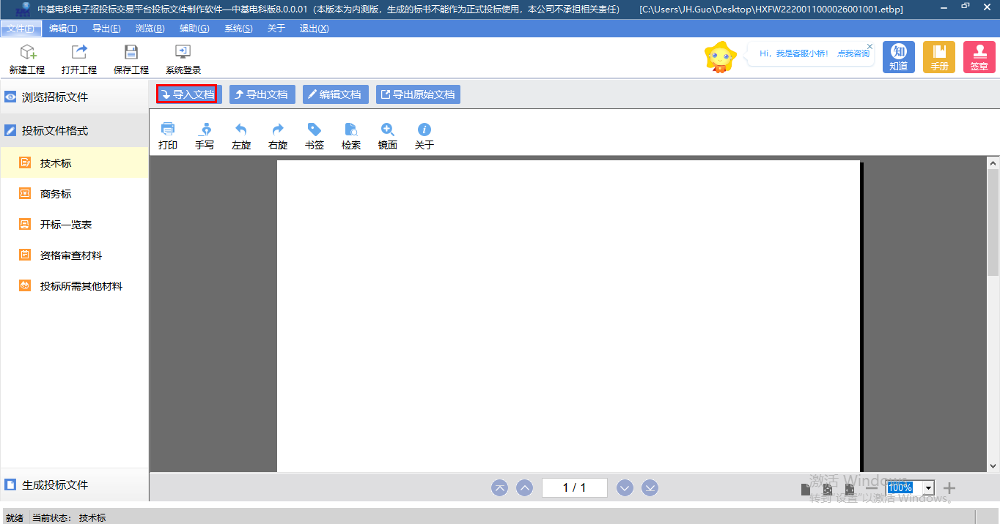 中基电科电子招投标交易平台投标文件制作软件—中基电科版8.0.0.01（本版本为内测版，生成的标书不能作为正式投标使用，本公司不承担相关责任） [C:\Users\JH.Guo\Desktop\HXFW2220011000026001001.etbp]
文件(F) 编辑(T) 导出(E) 浏览(B) 辅助(G) 系统(S) 关于 退出(X)
新建工程 打开工程 保存工程 系统登录
Hi，我是客服小桥！ 点我咨询
知 知道 手册 签章
浏览招标文件
导入文档 导出文档 编辑文档 导出原始文档
投标文件格式
打印 手写 左旋 右旋 书签 检索 镜面 关于
技术标
商务标
开标一览表
资格审查材料
投标所需其他材料
生成投标文件
1 / 1
100%
激活 Windows
转到"设置"以激活 Windows。
就绪 当前状态： 技术标